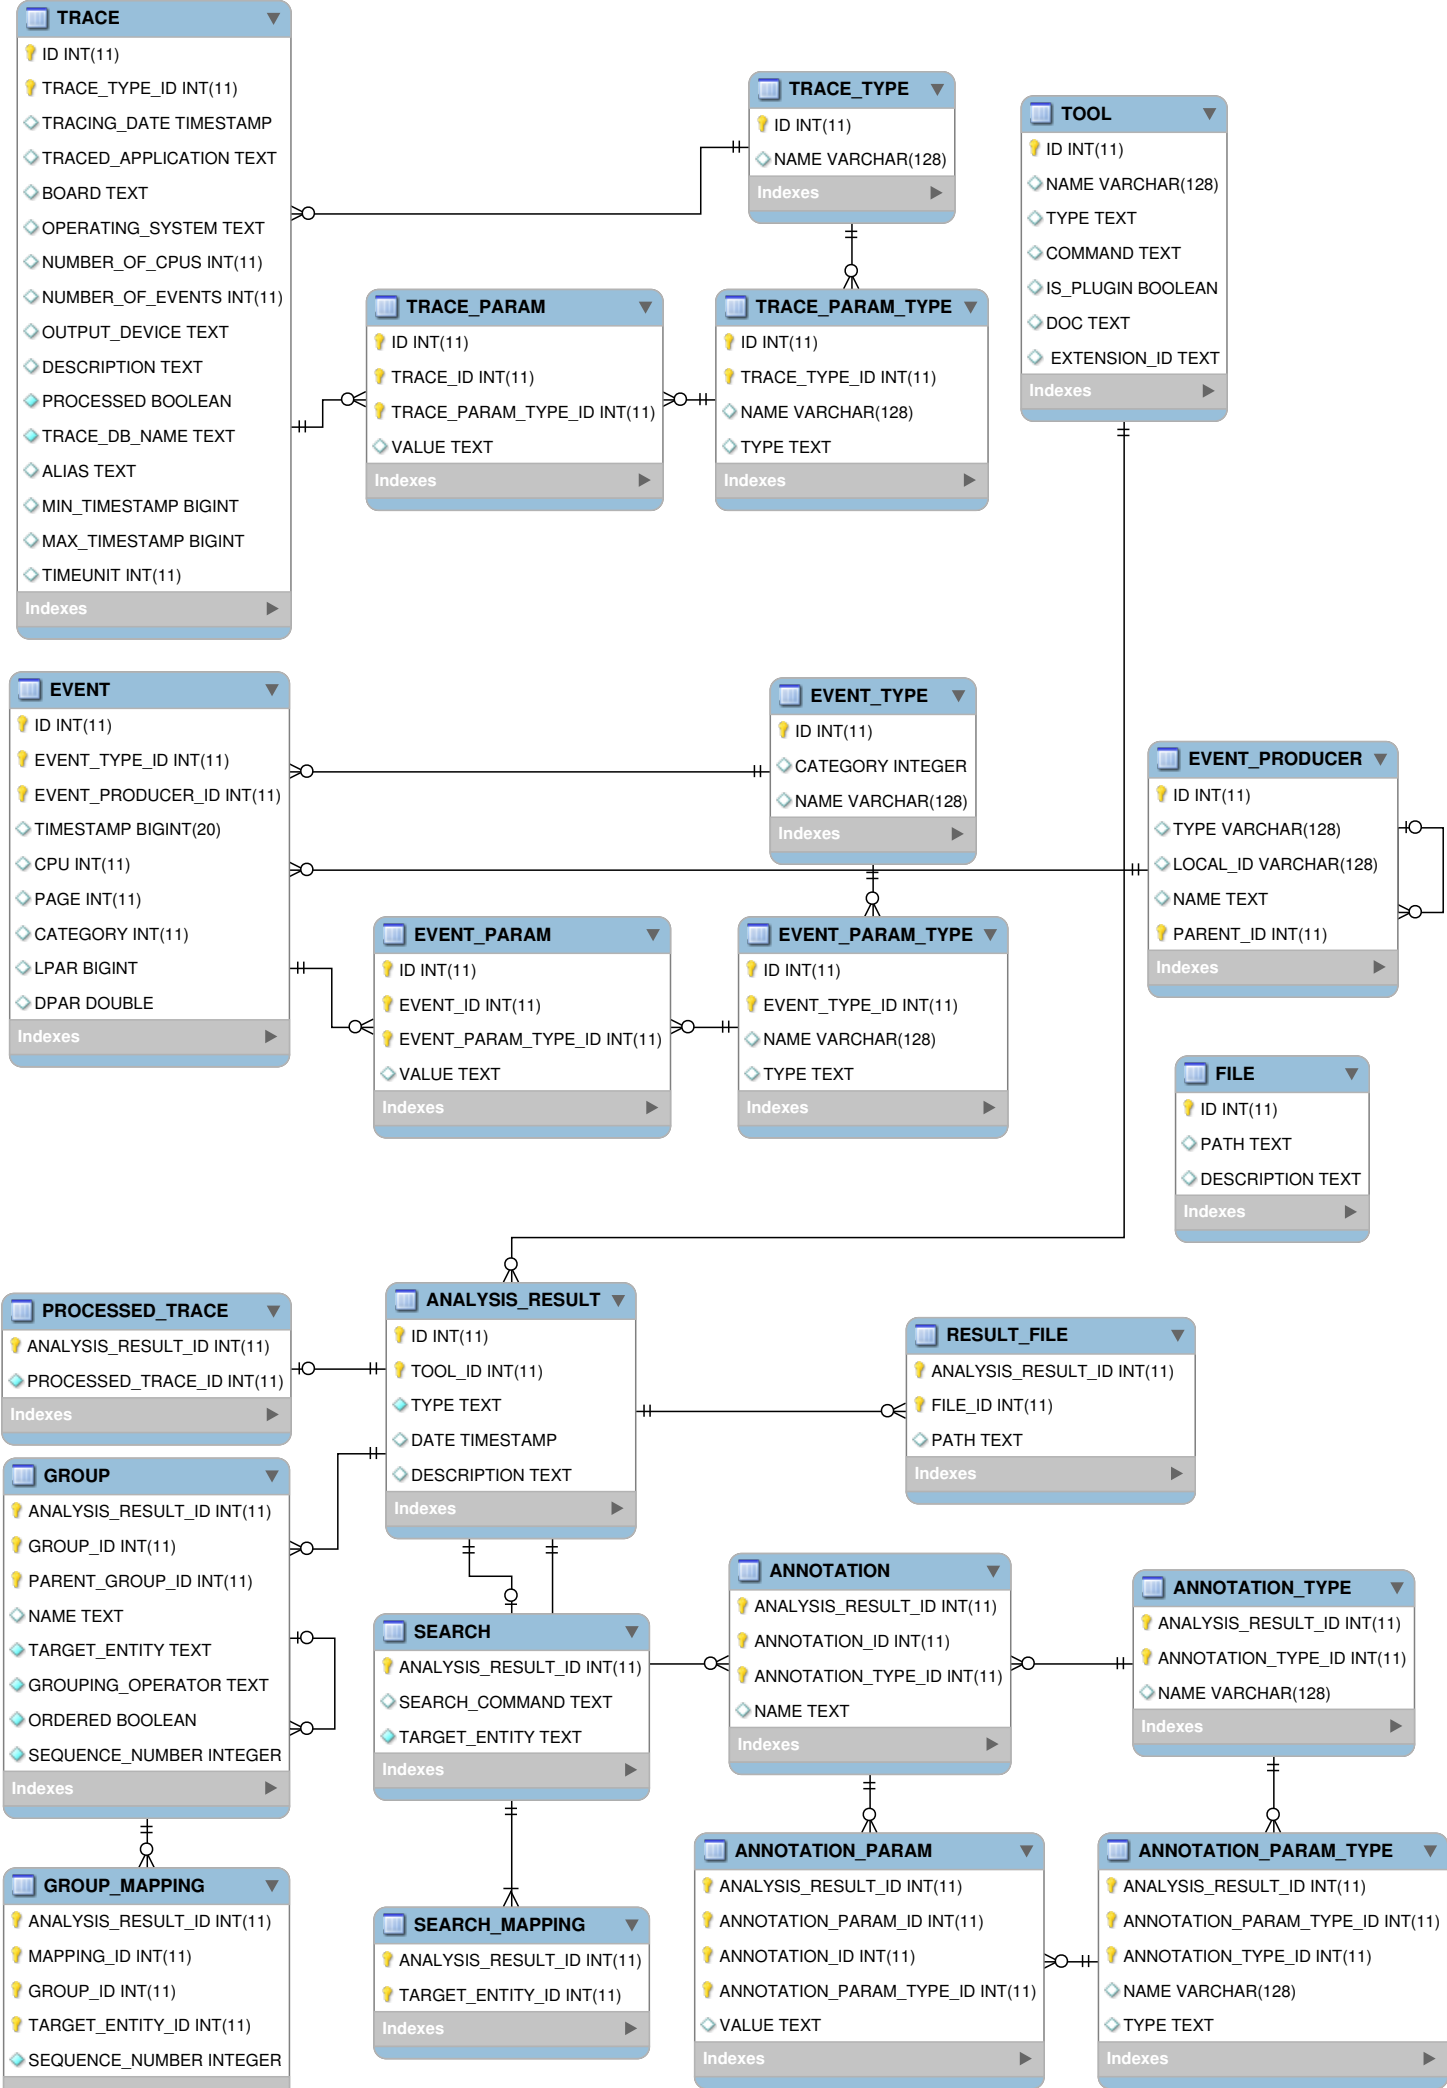 TRACE
ID INT(11)
TRACE_TYPE_ID INT(11)
TRACING_DATE TIMESTAMP
TRACED_APPLICATION TEXT
BOARD TEXT
OPERATING_SYSTEM TEXT
NUMBER_OF_CPUS INT(11)
NUMBER_OF_EVENTS INT(11)
OUTPUT_DEVICE TEXT
DESCRIPTION TEXT
PROCESSED BOOLEAN
TRACE_DB_NAME TEXT
ALIAS TEXT
MIN_TIMESTAMP BIGINT
MAX_TIMESTAMP BIGINT
TIMEUNIT INT(11)
Indexes
TRACE_TYPE
ID INT(11)
NAME VARCHAR(128)
Indexes
TOOL
ID INT(11)
NAME VARCHAR(128)
TYPE TEXT
COMMAND TEXT
IS_PLUGIN BOOLEAN
DOC TEXT
EXTENSION_ID TEXT
Indexes
TRACE_PARAM
ID INT(11)
TRACE_ID INT(11)
TRACE_PARAM_TYPE_ID INT(11)
VALUE TEXT
Indexes
TRACE_PARAM_TYPE
ID INT(11)
TRACE_TYPE_ID INT(11)
NAME VARCHAR(128)
TYPE TEXT
Indexes
EVENT
ID INT(11)
EVENT_TYPE_ID INT(11)
EVENT_PRODUCER_ID INT(11)
TIMESTAMP BIGINT(20)
CPU INT(11)
PAGE INT(11)
CATEGORY INT(11)
LPAR BIGINT
DPAR DOUBLE
Indexes
EVENT_TYPE
ID INT(11)
CATEGORY INTEGER
NAME VARCHAR(128)
Indexes
EVENT_PRODUCER
ID INT(11)
TYPE VARCHAR(128)
LOCAL_ID VARCHAR(128)
NAME TEXT
PARENT_ID INT(11)
Indexes
EVENT_PARAM
ID INT(11)
EVENT_ID INT(11)
EVENT_PARAM_TYPE_ID INT(11)
VALUE TEXT
Indexes
EVENT_PARAM_TYPE
ID INT(11)
EVENT_TYPE_ID INT(11)
NAME VARCHAR(128)
TYPE TEXT
Indexes
FILE
ID INT(11)
PATH TEXT
DESCRIPTION TEXT
Indexes
PROCESSED_TRACE
ANALYSIS_RESULT_ID INT(11)
PROCESSED_TRACE_ID INT(11)
Indexes
ANALYSIS_RESULT
ID INT(11)
TOOL_ID INT(11)
TYPE TEXT
DATE TIMESTAMP
DESCRIPTION TEXT
Indexes
RESULT_FILE
ANALYSIS_RESULT_ID INT(11)
FILE_ID INT(11)
PATH TEXT
Indexes
GROUP
ANALYSIS_RESULT_ID INT(11)
GROUP_ID INT(11)
PARENT_GROUP_ID INT(11)
NAME TEXT
TARGET_ENTITY TEXT
GROUPING_OPERATOR TEXT
ORDERED BOOLEAN
SEQUENCE_NUMBER INTEGER
Indexes
SEARCH
ANALYSIS_RESULT_ID INT(11)
SEARCH_COMMAND TEXT
TARGET_ENTITY TEXT
Indexes
ANNOTATION
ANALYSIS_RESULT_ID INT(11)
ANNOTATION_ID INT(11)
ANNOTATION_TYPE_ID INT(11)
NAME TEXT
Indexes
ANNOTATION_TYPE
ANALYSIS_RESULT_ID INT(11)
ANNOTATION_TYPE_ID INT(11)
NAME VARCHAR(128)
Indexes
GROUP_MAPPING
ANALYSIS_RESULT_ID INT(11)
MAPPING_ID INT(11)
GROUP_ID INT(11)
TARGET_ENTITY_ID INT(11)
SEQUENCE_NUMBER INTEGER
SEARCH_MAPPING
ANALYSIS_RESULT_ID INT(11)
TARGET_ENTITY_ID INT(11)
Indexes
ANNOTATION_PARAM
ANALYSIS_RESULT_ID INT(11)
ANNOTATION_PARAM_ID INT(11)
ANNOTATION_ID INT(11)
ANNOTATION_PARAM_TYPE_ID INT(11)
VALUE TEXT
Indexes
ANNOTATION_PARAM_TYPE
ANALYSIS_RESULT_ID INT(11)
ANNOTATION_PARAM_TYPE_ID INT(11)
ANNOTATION_TYPE_ID INT(11)
NAME VARCHAR(128)
TYPE TEXT
Indexes